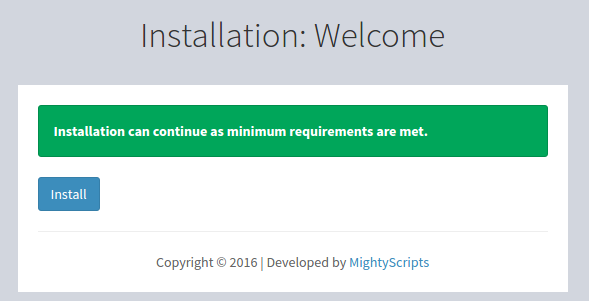 Installation: Welcome
Installation can continue as minimum requirements are met.
Install
Copyright © 2016 | Developed by MightyScripts